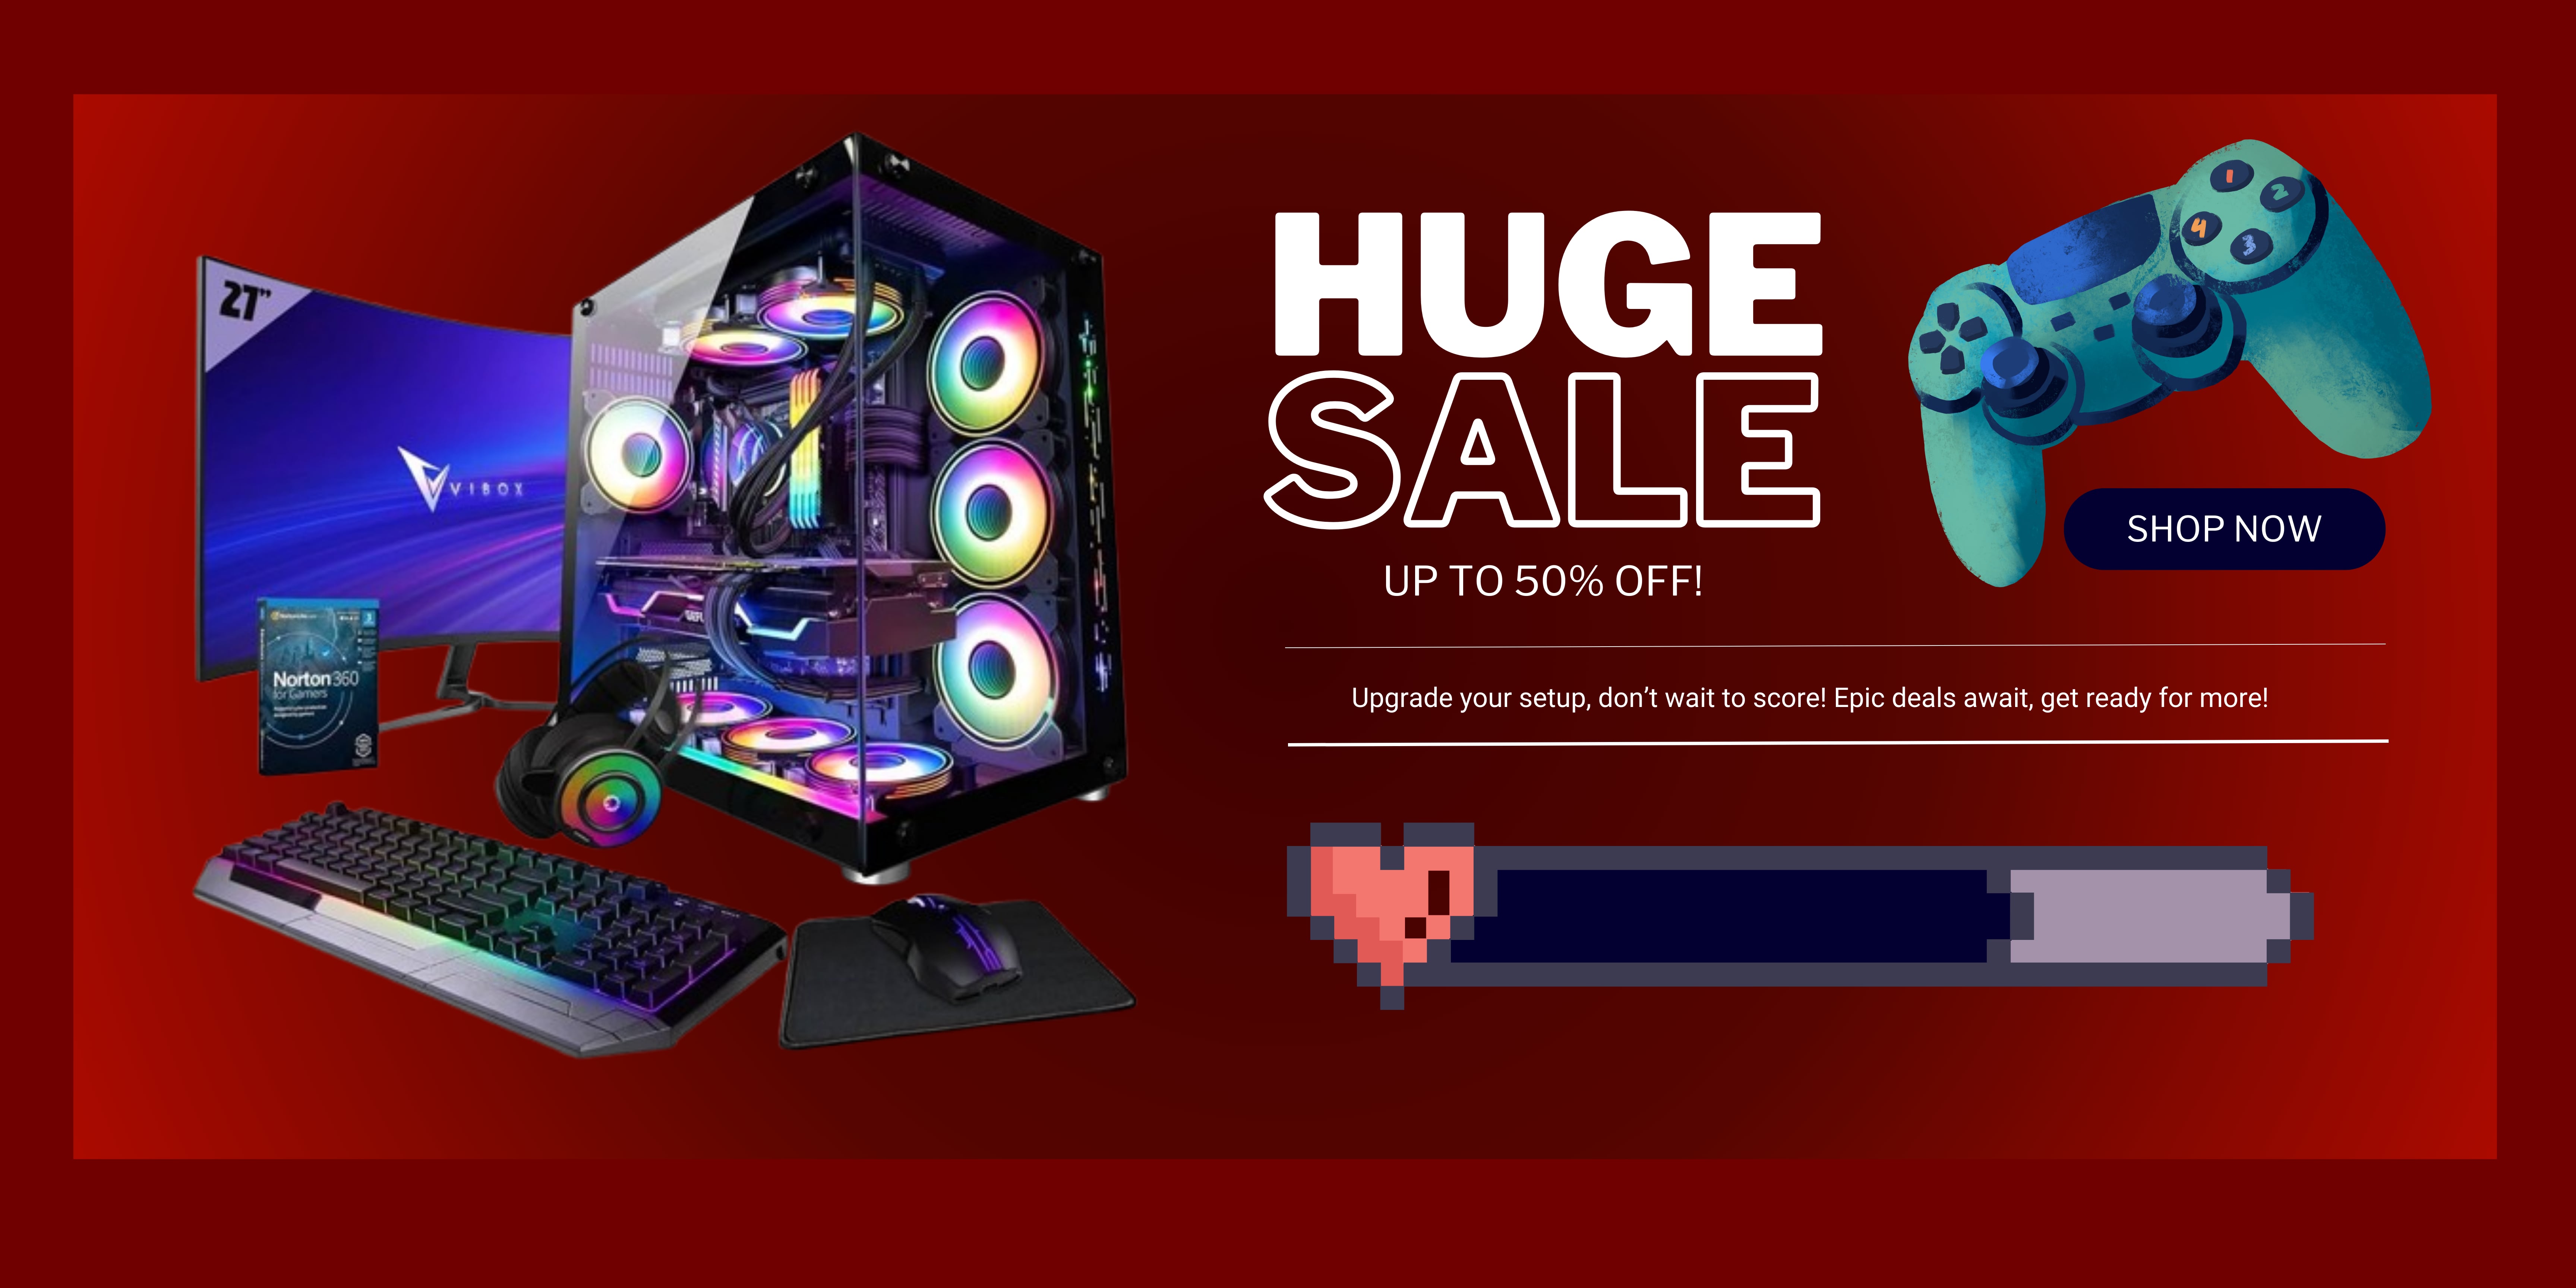 27"
VIBOX
Norton 360
for Gamers
HUGE
SALE
UP TO 50% OFF!
1
2
4
3
SHOP NOW
Upgrade your setup, don’t wait to score! Epic deals await, get ready for more!